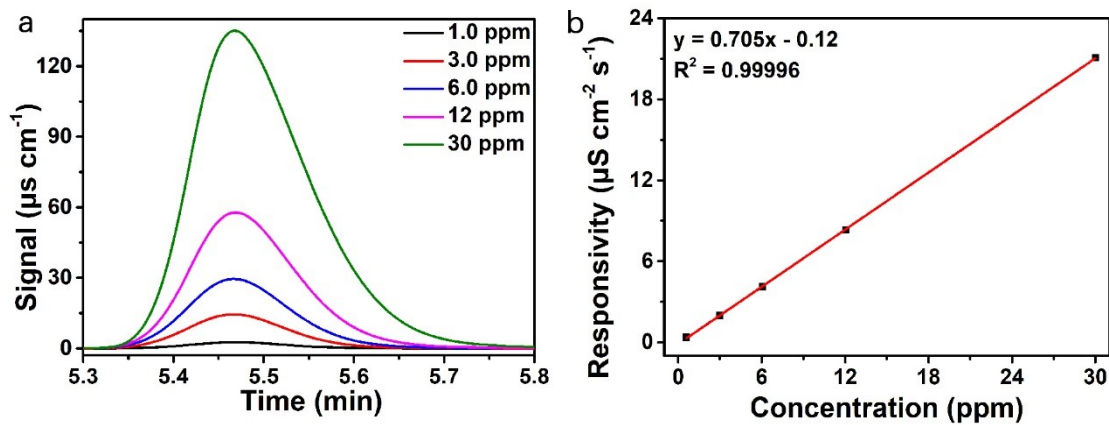 a
Signal (μs cm⁻¹)
120
90
60
30
0
5.3 5.4 5.5 5.6 5.7 5.8
Time (min)
1.0 ppm
3.0 ppm
6.0 ppm
12 ppm
30 ppm
b
Responsivity (μS cm⁻² s⁻¹)
24
18
12
6
0
0 6 12 18 24 30
Concentration (ppm)
y = 0.705x - 0.12
R² = 0.99996